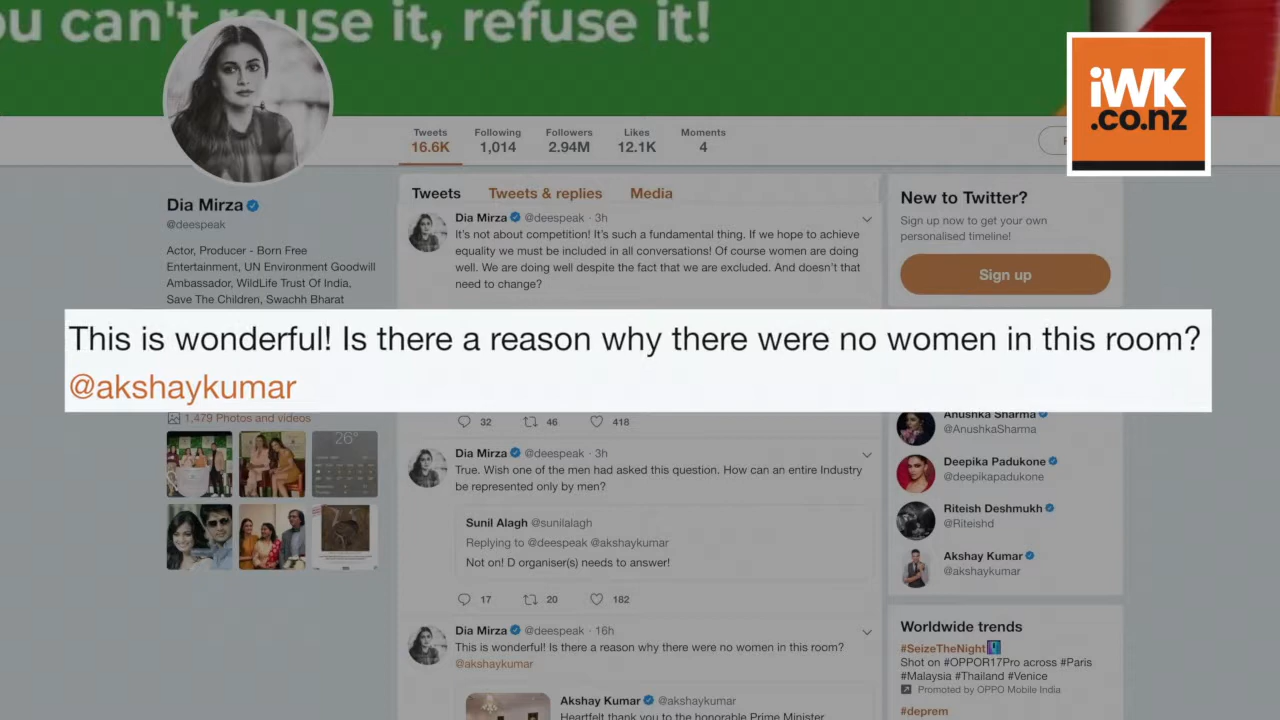 ou can't reuse it, refuse it!
iWK
.co.nz
Tweets
16.6K
Following
1,014
Followers
2.94M
Likes
12.1K
Moments
4
Dia Mirza
@deespeak
Actor, Producer - Born Free
Entertainment, UN Environment Goodwill
Ambassador, WildLife Trust Of India,
Save The Children, Swachh Bharat
1,479 Photos and videos
26°
Tweets Tweets & replies Media
Dia Mirza @deespeak · 3h
It's not about competition! It's such a fundamental thing. If we hope to achieve
equality we must be included in all conversations! Of course women are doing
well. We are doing well despite the fact that we are excluded. And doesn't that
need to change?
This is wonderful! Is there a reason why there were no women in this room?
@akshaykumar
32 46 418
Dia Mirza @deespeak · 3h
True. Wish one of the men had asked this question. How can an entire Industry
be represented only by men?
Sunil Alagh @sunilalagh
Replying to @deespeak @akshaykumar
Not on! D organiser(s) needs to answer!
17 20 182
Dia Mirza @deespeak · 16h
This is wonderful! Is there a reason why there were no women in this room?
@akshaykumar
Akshay Kumar @akshaykumar
Heartfelt thank you to the honorable Prime Minister
New to Twitter?
Sign up now to get your own
personalised timeline!
Sign up
Anushka Sharma
@AnushkaSharma
Deepika Padukone
@deepikapadukone
Riteish Deshmukh
@Riteishd
Akshay Kumar
@akshaykumar
Worldwide trends
#SeizeTheNight
Shot on #OPPOR17Pro across #Paris
#Malaysia #Thailand #Venice
Promoted by OPPO Mobile India
#deprem